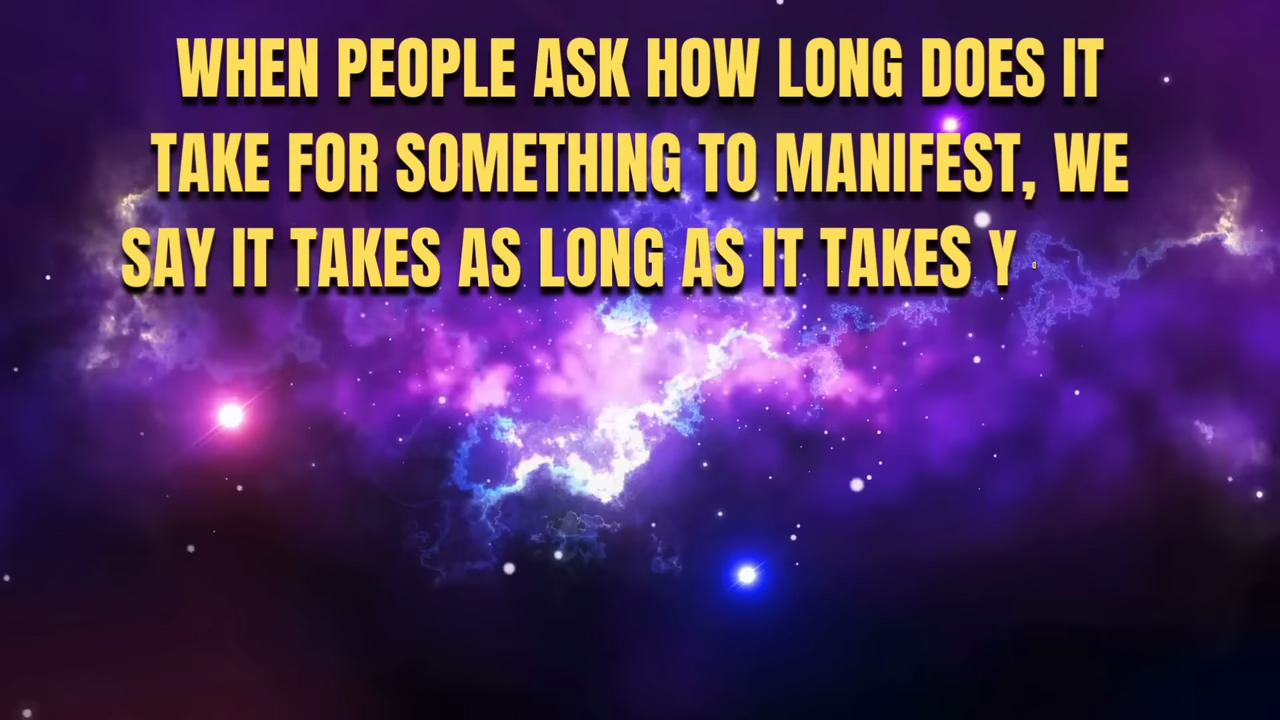 WHEN PEOPLE ASK HOW LONG DOES IT
TAKE FOR SOMETHING TO MANIFEST, WE
SAY IT TAKES AS LONG AS IT TAKES Y